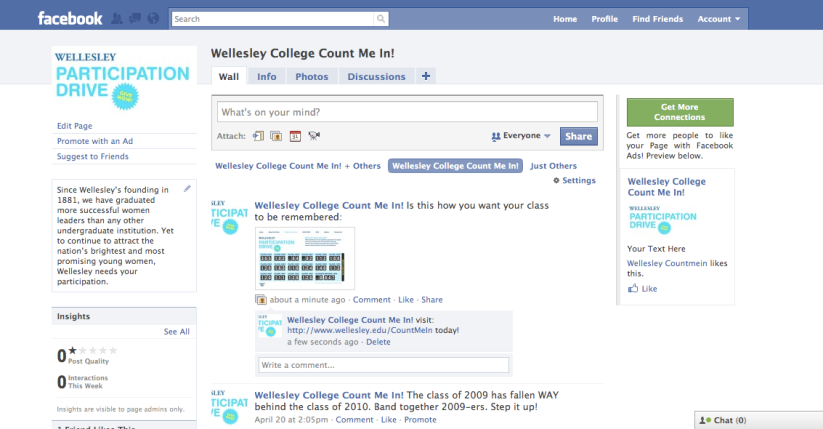 facebook
Search
Home Profile Find Friends Account
WELLESLEY
PARTICIPATION
DRIVE
Wellesley College Count Me In!
Wall Info Photos Discussions +
What's on your mind?
Attach:
31
Everyone
Share
Edit Page
Promote with an Ad
Suggest to Friends
Wellesley College Count Me In! + Others Wellesley College Count Me In! Just Others
Settings
Since Wellesley's founding in
1881, we have graduated
more successful women
leaders than any other
undergraduate institution. Yet
to continue to attract the
nation's brightest and most
promising young women,
Wellesley needs your
participation.
Insights
See All
0
Post Quality
0 Interactions
This Week
Insights are visible to page admins only.
1 Friend Likes This
Wellesley College Count Me In! Is this how you want your class
to be remembered:
about a minute ago · Comment · Like · Share
Wellesley College Count Me In! visit:
http://www.wellesley.edu/CountMeIn today!
a few seconds ago · Delete
Write a comment...
Wellesley College Count Me In! The class of 2009 has fallen WAY
behind the class of 2010. Band together 2009-ers. Step it up!
April 20 at 2:05pm · Comment · Like · Promote
Get More
Connections
Get more people to like
your Page with Facebook
Ads! Preview below.
Wellesley College
Count Me In!
WELLESLEY
PARTICIPATION
DRIVE
Your Text Here
Wellesley Countmein likes
this.
Like
Chat (0)